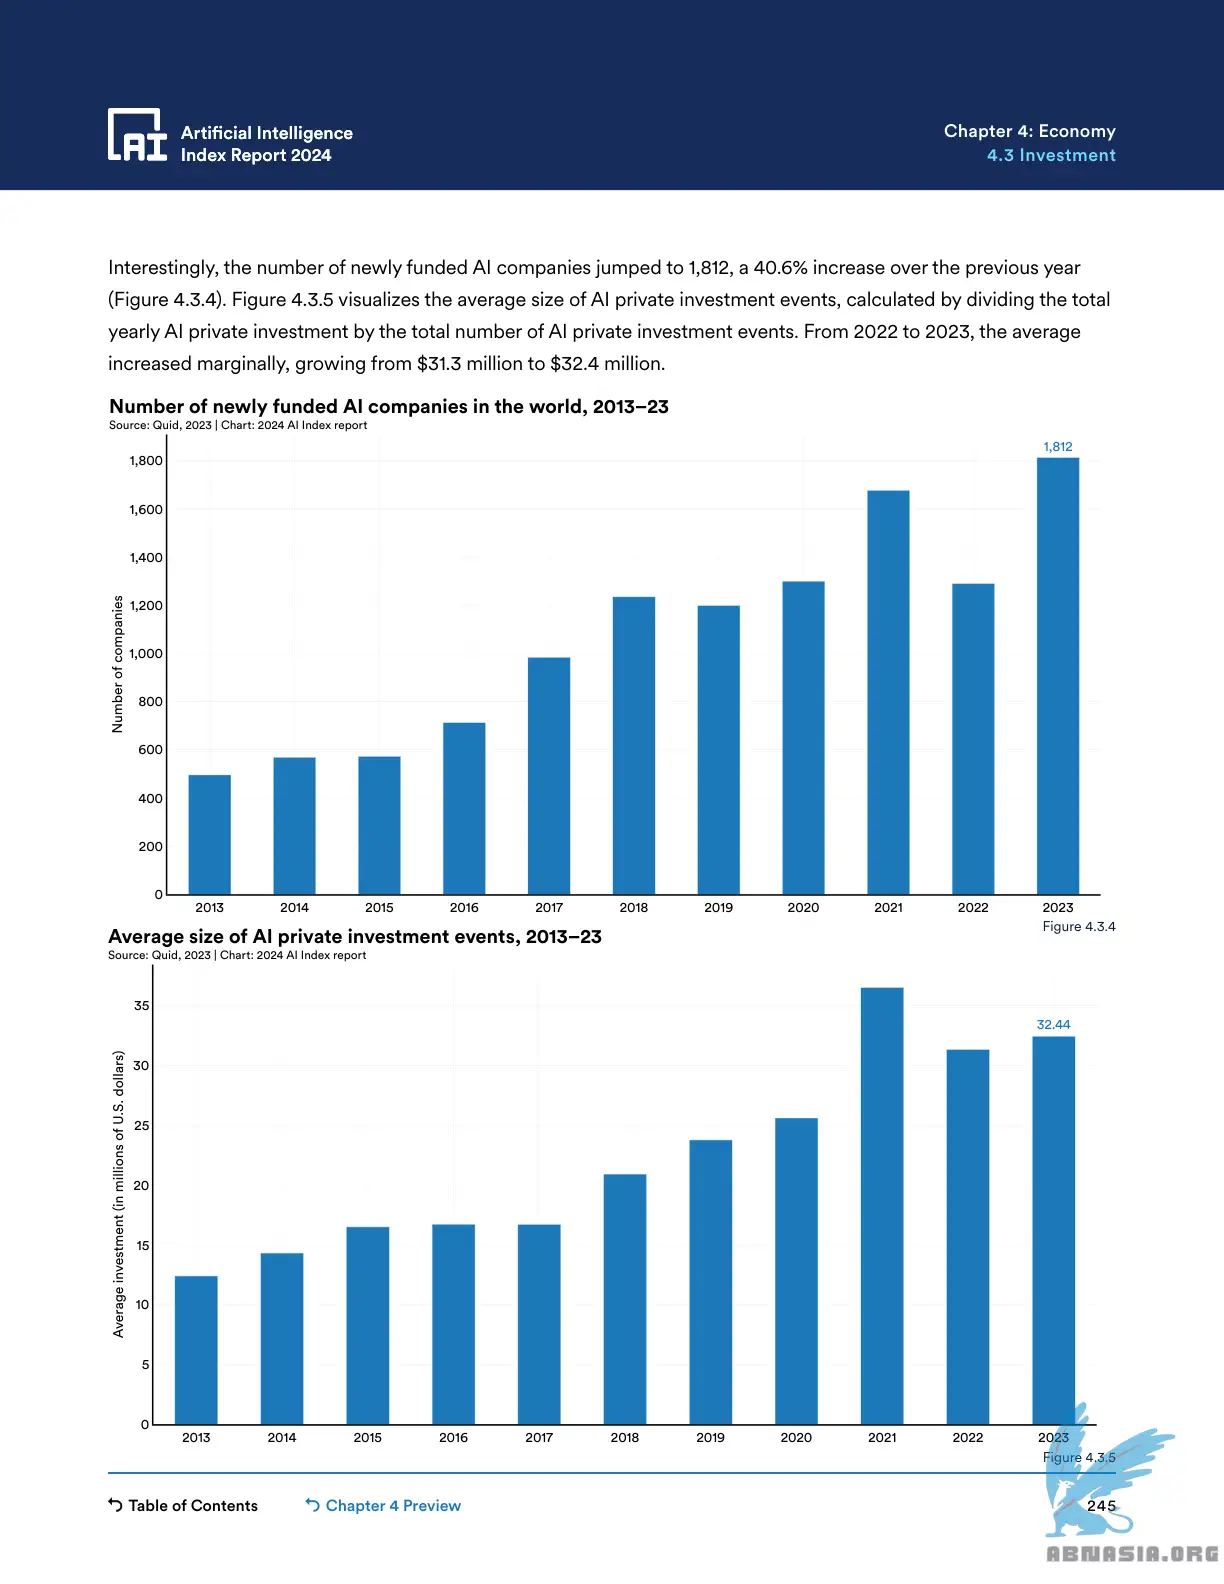 Artificial Intelligence
Index Report 2024
Chapter 4: Economy
4.3 Investment
Interestingly, the number of newly funded AI companies jumped to 1,812, a 40.6% increase over the previous year
(Figure 4.3.4). Figure 4.3.5 visualizes the average size of AI private investment events, calculated by dividing the total
yearly AI private investment by the total number of AI private investment events. From 2022 to 2023, the average
increased marginally, growing from $31.3 million to $32.4 million.
Number of newly funded AI companies in the world, 2013–23
Source: Quid, 2023 | Chart: 2024 AI Index report
1,812
1,800
1,600
1,400
1,200
1,000
800
600
400
200
0
Number of companies
2013 2014 2015 2016 2017 2018 2019 2020 2021 2022 2023
Figure 4.3.4
Average size of AI private investment events, 2013–23
Source: Quid, 2023 | Chart: 2024 AI Index report
32.44
35
30
25
20
15
10
5
0
Average investment (in millions of U.S. dollars)
2013 2014 2015 2016 2017 2018 2019 2020 2021 2022 2023
Figure 4.3.5
Table of Contents
Chapter 4 Preview
245
ABNASIA.ORG